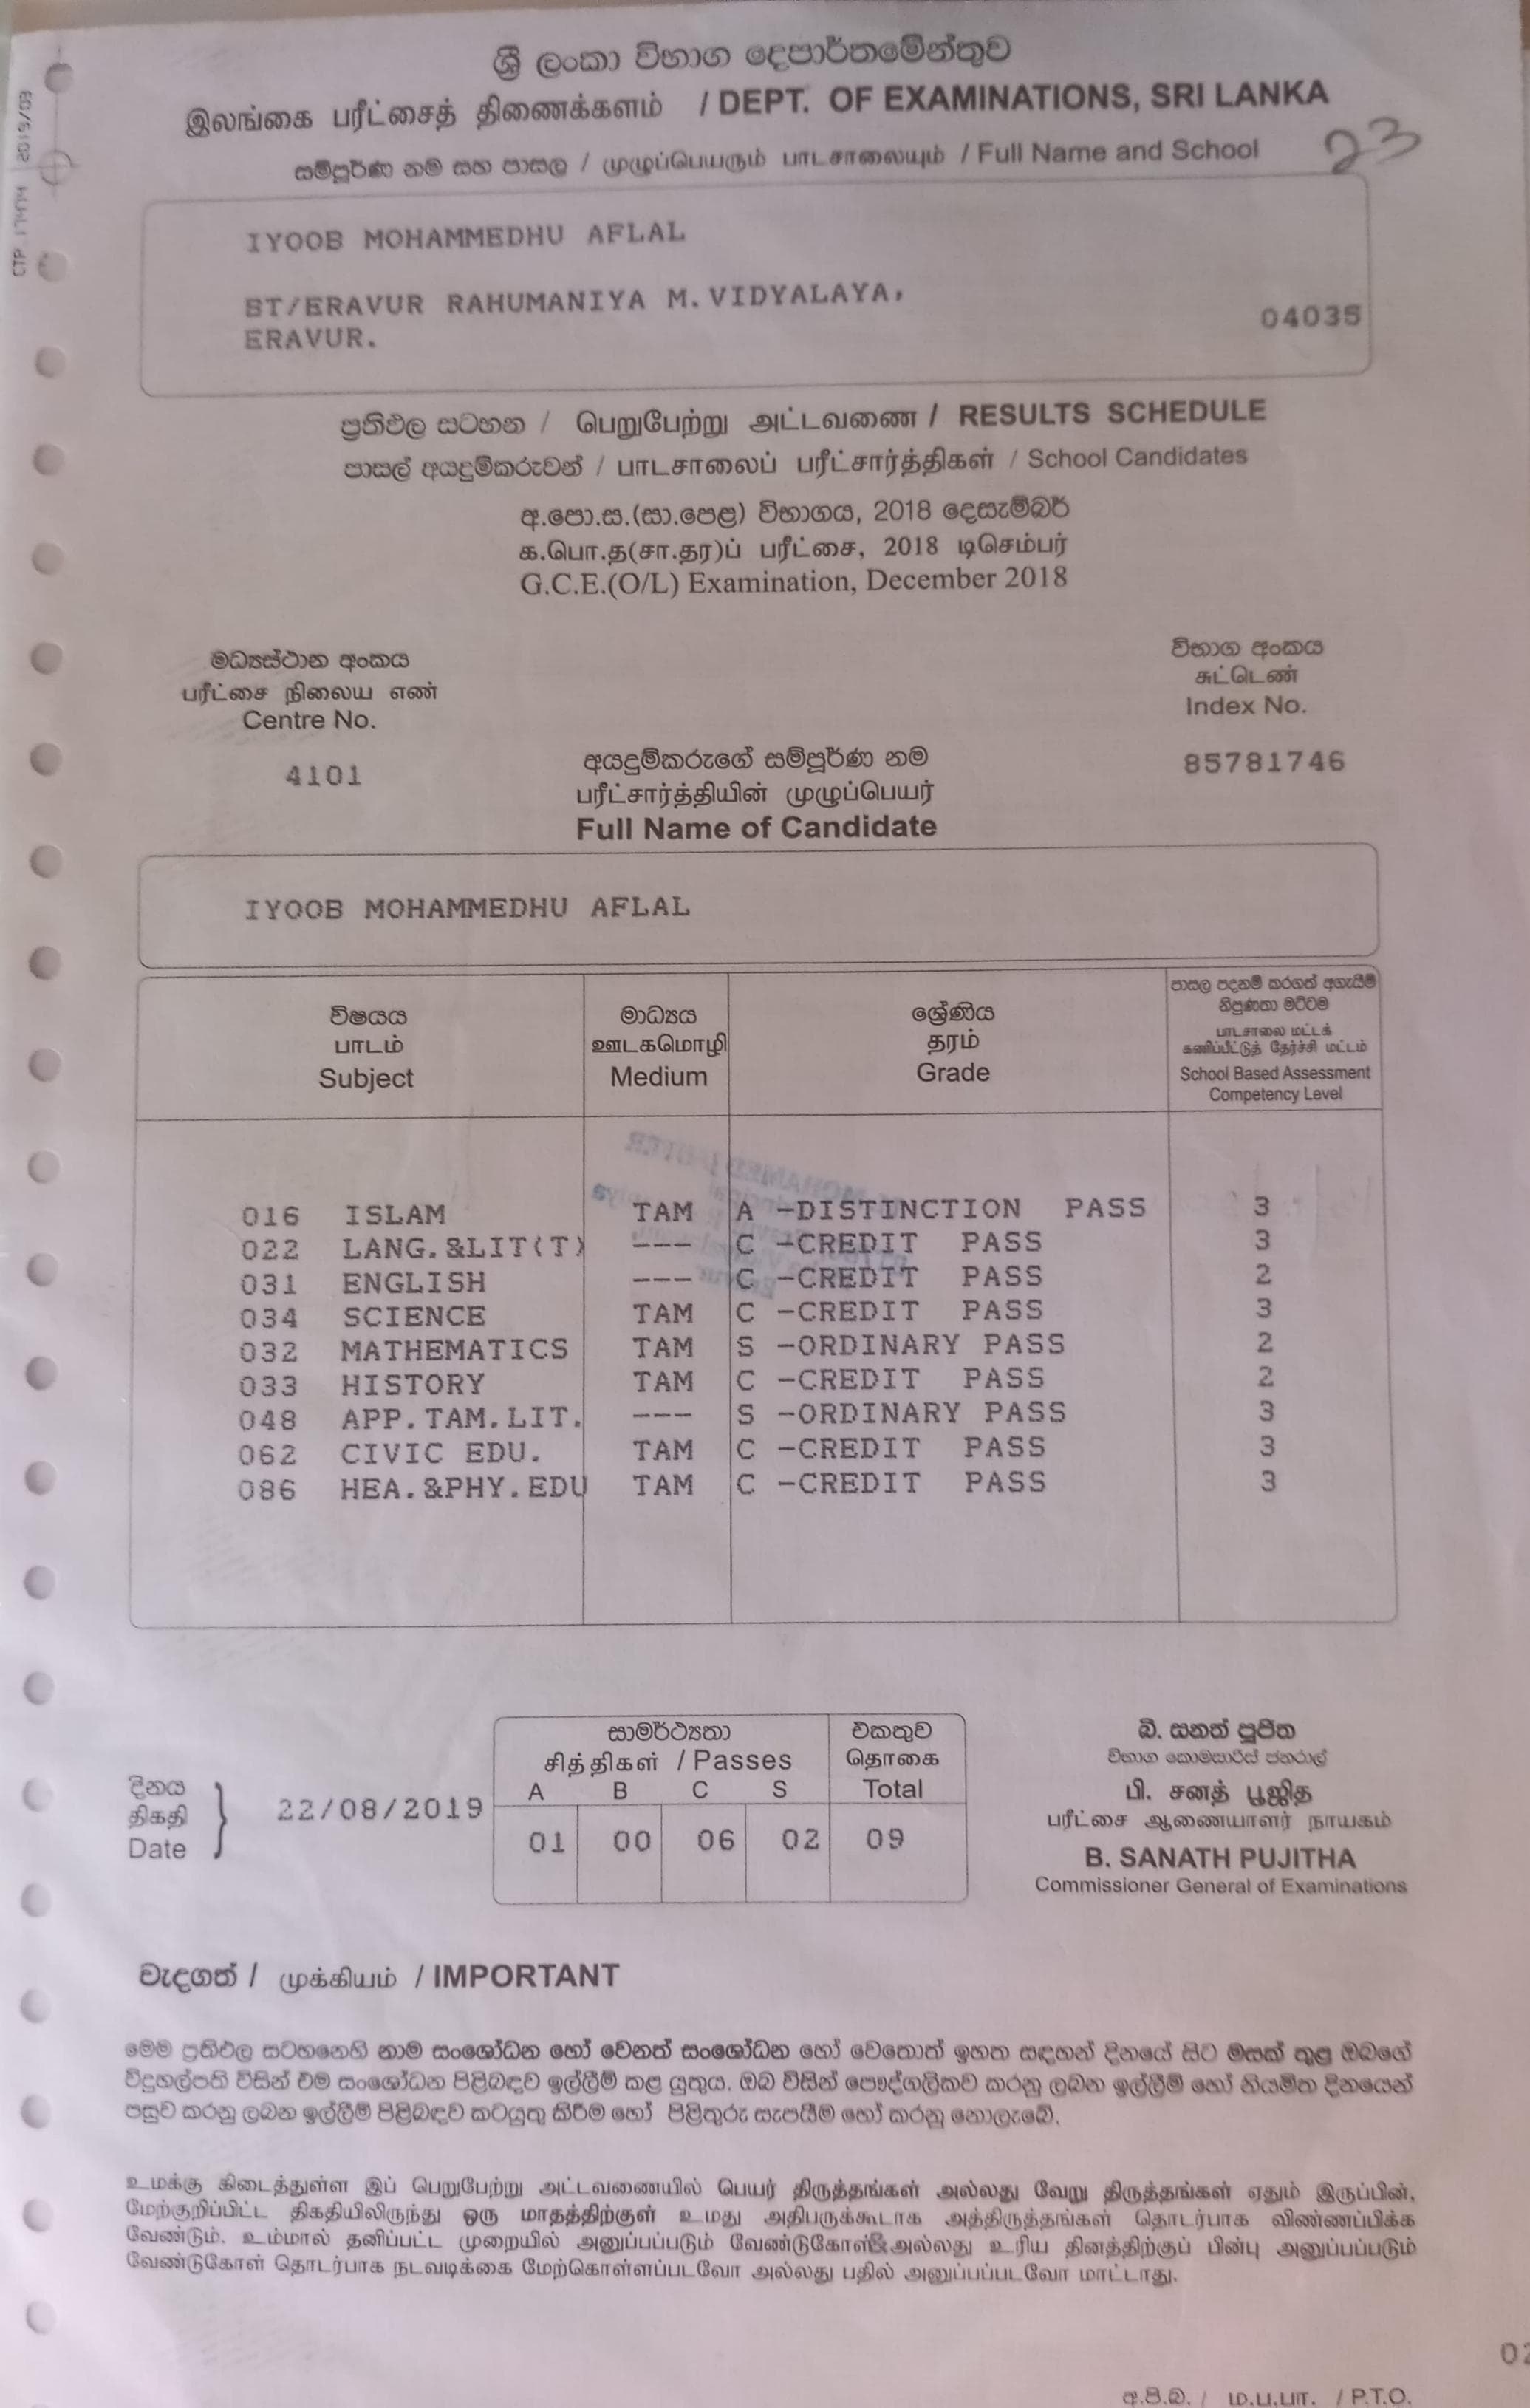 ශ්‍රී ලංකා විභාග දෙපාර්තමේන්තුව
இலங்கை பரீட்சைத் திணைக்களம் / DEPT. OF EXAMINATIONS, SRI LANKA
සම්පූර්ණ නම සහ පාසල / முழுப்பெயரும் பாடசாலையும் / Full Name and School
23
CTP 17474 2019/03
IYOOB MOHAMMEDHU AFLAL
BT/ERAVUR RAHUMANIYA M.VIDYALAYA,
ERAVUR.
04035
ප්‍රතිඵල සටහන / பெறுபேற்று அட்டவணை / RESULTS SCHEDULE
පාසල් අයදුම්කරුවන් / பாடசாலைப் பரீட்சார்த்திகள் / School Candidates
අ.පො.ස.(සා.පෙළ) විභාගය, 2018 දෙසැම්බර්
க.பொ.த(சா.தர)ப் பரீட்சை, 2018 டிசெம்பர்
G.C.E.(O/L) Examination, December 2018
මධ්‍යස්ථාන අංකය
பரீட்சை நிலைய எண்
Centre No.
4101
විභාග අංකය
சுட்டெண்
Index No.
85781746
අයදුම්කරුගේ සම්පූර්ණ නම
பரீட்சார்த்தியின் முழுப்பெயர்
Full Name of Candidate
IYOOB MOHAMMEDHU AFLAL
විෂයය
பாடம்
Subject
මාධ්‍යය
ஊடகமொழி
Medium
ශ්‍රේණිය
தரம்
Grade
පාසල පදනම් කරගත් අගැයීම්
නිපුණතා මට්ටම
பாடசாலை மட்டக்
கணிப்பீட்டுத் தேர்ச்சி மட்டம்
School Based Assessment
Competency Level
016 ISLAM TAM A -DISTINCTION PASS 3
022 LANG.&LIT(T) --- C -CREDIT PASS 3
031 ENGLISH --- C -CREDIT PASS 2
034 SCIENCE TAM C -CREDIT PASS 3
032 MATHEMATICS TAM S -ORDINARY PASS 2
033 HISTORY TAM C -CREDIT PASS 2
048 APP.TAM.LIT. --- S -ORDINARY PASS 3
062 CIVIC EDU. TAM C -CREDIT PASS 3
086 HEA.&PHY.EDU TAM C -CREDIT PASS 3
දිනය
திகதி
Date
22/08/2019
සාමර්ථ්‍යතා
சித்திகள் / Passes
A B C S
එකතුව
தொகை
Total
01 00 06 02 09
බී. සනත් පූජිත
විභාග කොමසාරිස් ජනරාල්
பி. சனத் பூஜித
பரீட்சை ஆணையாளர் நாயகம்
B. SANATH PUJITHA
Commissioner General of Examinations
වැදගත් / முக்கியம் / IMPORTANT
මෙම ප්‍රතිඵල සටහනෙහි නාම සංශෝධන හෝ වෙනත් සංශෝධන හෝ වෙතොත් ඉහත සඳහන් දිනයේ සිට මසක් තුළ ඔබගේ
විදුහල්පති විසින් එම සංශෝධන පිළිබඳව ඉල්ලීම් කළ යුතුය. ඔබ විසින් පෞද්ගලිකව කරනු ලබන ඉල්ලීම් හෝ නියමිත දිනයෙන්
පසුව කරනු ලබන ඉල්ලීම් පිළිබඳව කටයුතු කිරීම හෝ පිළිතුරු සැපයීම හෝ කරනු නොලැබේ.
உமக்கு கிடைத்துள்ள இப் பெறுபேற்று அட்டவணையில் பெயர் திருத்தங்கள் அல்லது வேறு திருத்தங்கள் ஏதும் இருப்பின்,
மேற்குறிப்பிட்ட திகதியிலிருந்து ஒரு மாதத்திற்குள் உமது அதிபருக்கூடாக அத்திருத்தங்கள் தொடர்பாக விண்ணப்பிக்க
வேண்டும். உம்மால் தனிப்பட்ட முறையில் அனுப்பப்படும் வேண்டுகோள் அல்லது உரிய தினத்திற்குப் பின்பு அனுப்பப்படும்
வேண்டுகோள் தொடர்பாக நடவடிக்கை மேற்கொள்ளப்படவோ அல்லது பதில் அனுப்பப்படவோ மாட்டாது.
02
අ.පි.බ. / ம.ப.பா. / P.T.O.